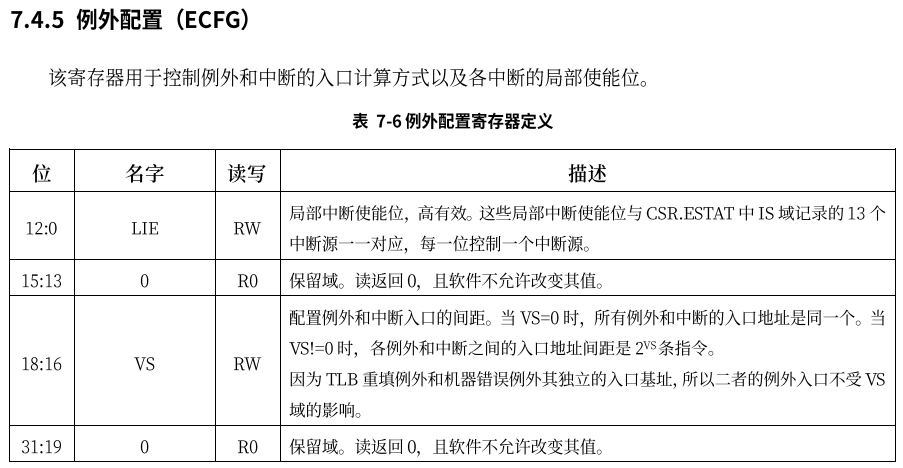 7.4.5 例外配置（ECFG）
该寄存器用于控制例外和中断的入口计算方式以及各中断的局部使能位。
表 7-6 例外配置寄存器定义
位 名字 读写 描述
12:0 LIE RW 局部中断使能位，高有效。这些局部中断使能位与 CSR.ESTAT 中 IS 域记录的 13 个
中断源一一对应，每一位控制一个中断源。
15:13 0 R0 保留域。读返回 0，且软件不允许改变其值。
18:16 VS RW 配置例外和中断入口的间距。当 VS=0 时，所有例外和中断的入口地址是同一个。当
VS!=0 时，各例外和中断之间的入口地址间距是 2^VS 条指令。
因为 TLB 重填例外和机器错误例外其独立的入口基址，所以二者的例外入口不受 VS
域的影响。
31:19 0 R0 保留域。读返回 0，且软件不允许改变其值。